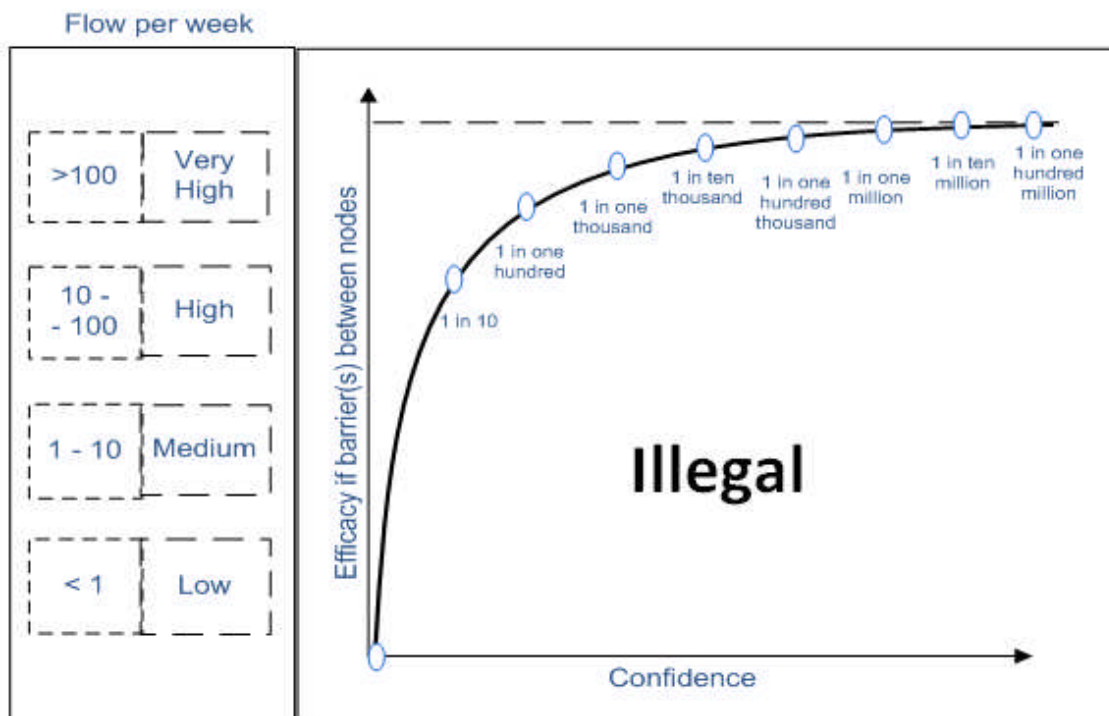 Flow per week
>100
Very
High
10 -
- 100
High
1 - 10
Medium
< 1
Low
Efficacy if barrier(s) between nodes
1 in 10
1 in one
hundred
1 in one
thousand
1 in ten
thousand
1 in one
hundred
thousand
1 in one
million
1 in ten
million
1 in one
hundred
million
Illegal
Confidence